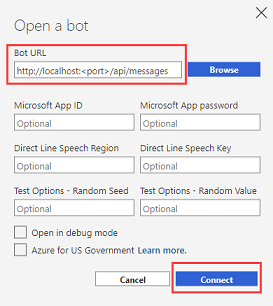 Open a bot
Bot URL
http://localhost:<port>/api/messages
Browse
Microsoft App ID
Microsoft App password
Optional
Optional
Direct Line Speech Region
Direct Line Speech Key
Optional
Optional
Test Options - Random Seed
Test Options - Random Value
Optional
Optional
Open in debug mode
Azure for US Government Learn more.
Cancel
Connect